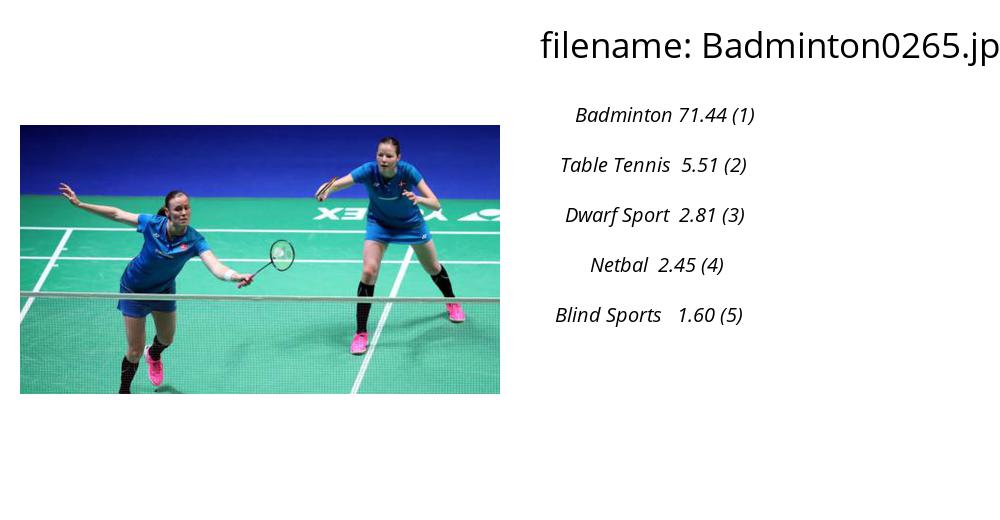 filename: Badminton0265.jp
Badminton 71.44 (1)
Table Tennis 5.51 (2)
Dwarf Sport 2.81 (3)
Netbal 2.45 (4)
Blind Sports 1.60 (5)
YONEX